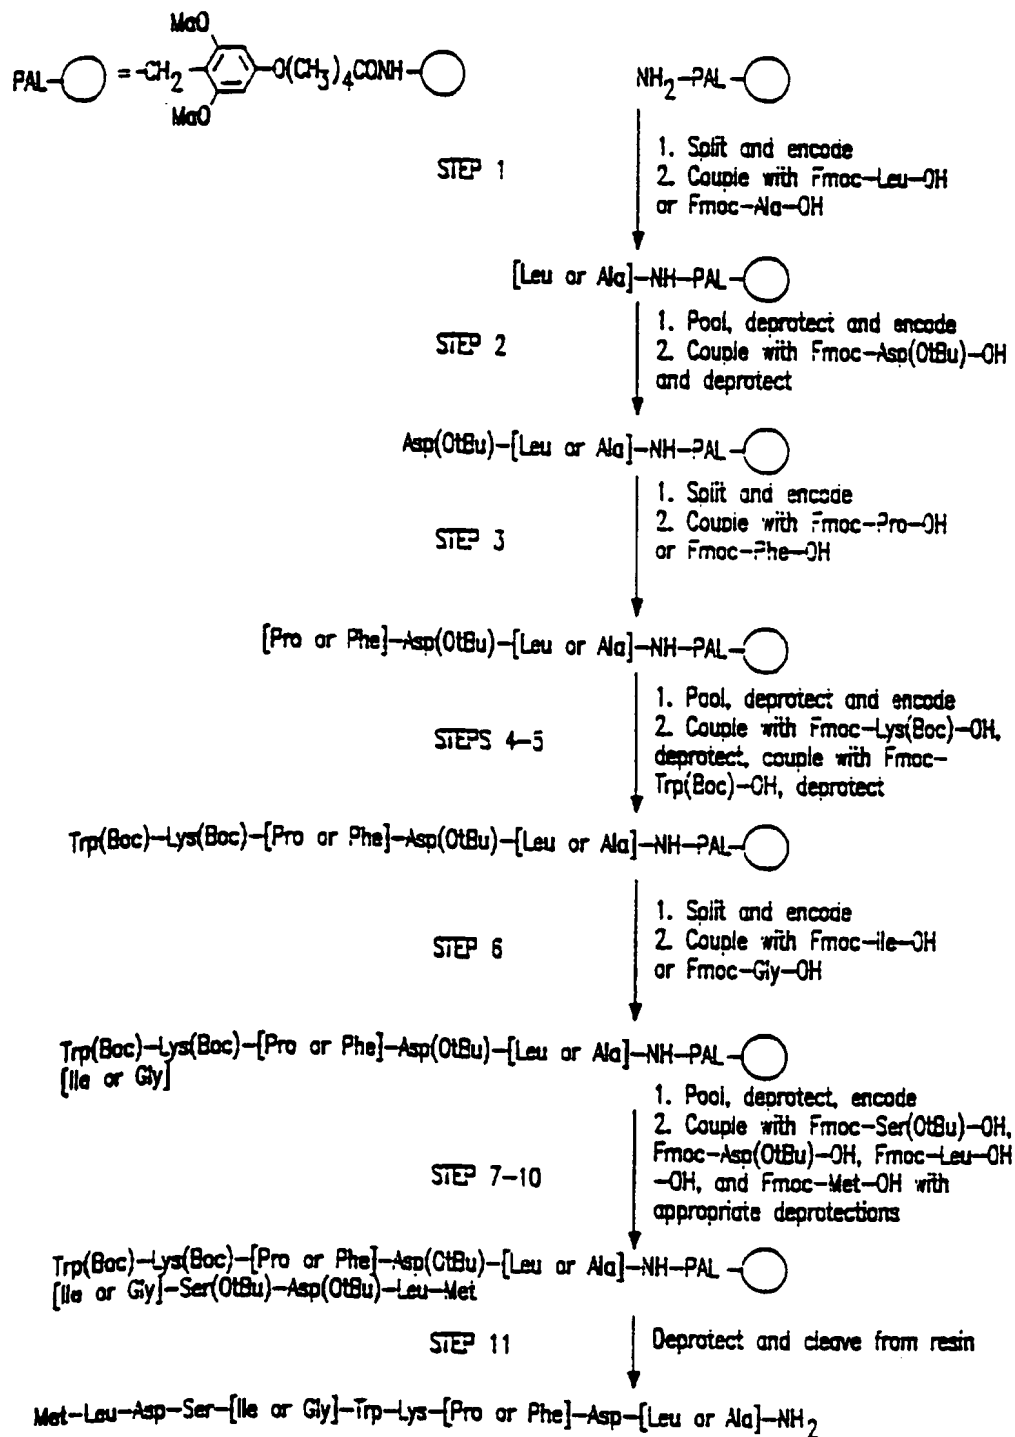 MaO
PAL– = –CH2– –O(CH3)4CONH–
MaO
NH2–PAL–
STEP 1
1. Split and encode
2. Couple with Fmoc–Leu–OH
or Fmoc–Ala–OH
[Leu or Ala]–NH–PAL–
STEP 2
1. Pool, deprotect and encode
2. Couple with Fmoc–Asp(OtBu)–OH
and deprotect
Asp(OtBu)–[Leu or Ala]–NH–PAL–
STEP 3
1. Split and encode
2. Couple with Fmoc–Pro–OH
or Fmoc–Phe–OH
[Pro or Phe]–Asp(OtBu)–[Leu or Ala]–NH–PAL–
STEPS 4–5
1. Pool, deprotect and encode
2. Couple with Fmoc–Lys(Boc)–OH,
deprotect, couple with Fmoc–
Trp(Boc)–OH, deprotect
Trp(Boc)–Lys(Boc)–[Pro or Phe]–Asp(OtBu)–[Leu or Ala]–NH–PAL–
STEP 6
1. Split and encode
2. Couple with Fmoc–Ile–OH
or Fmoc–Gly–OH
Trp(Boc)–Lys(Boc)–[Pro or Phe]–Asp(OtBu)–[Leu or Ala]–NH–PAL–
[Ile or Gly]
STEP 7–10
1. Pool, deprotect, encode
2. Couple with Fmoc–Ser(OtBu)–OH,
Fmoc–Asp(OtBu)–OH, Fmoc–Leu–OH
–OH, and Fmoc–Met–OH with
appropriate deprotections
Trp(Boc)–Lys(Boc)–[Pro or Phe]–Asp(OtBu)–[Leu or Ala]–NH–PAL–
[Ile or Gly]–Ser(OtBu)–Asp(OtBu)–Leu–Met
STEP 11
Deprotect and cleave from resin
Met–Leu–Asp–Ser–[Ile or Gly]–Trp–Lys–[Pro or Phe]–Asp–[Leu or Ala]–NH2